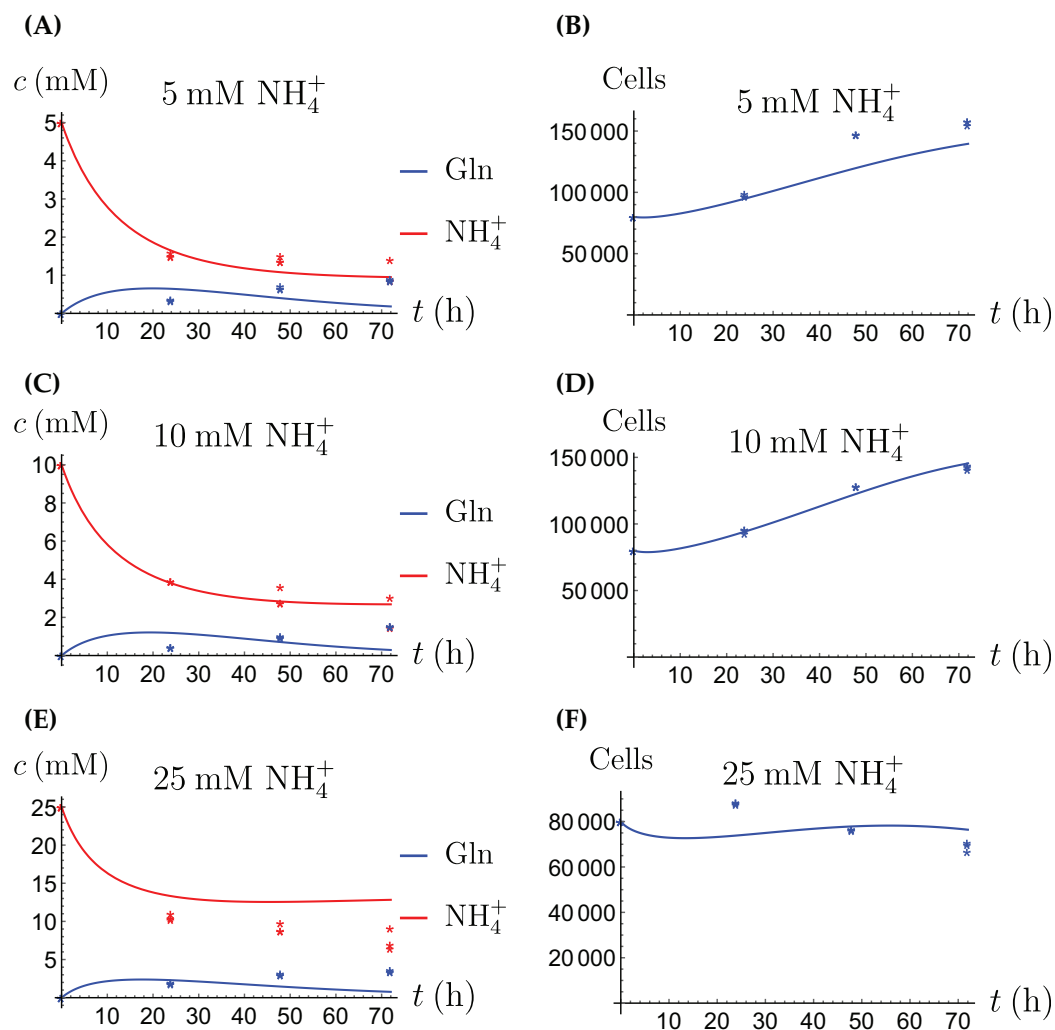 (A)
c (mM)
5 mM NH₄⁺
5
4
3
2
1
10 20 30 40 50 60 70
t (h)
Gln
NH₄⁺
(B)
Cells
5 mM NH₄⁺
150 000
100 000
50 000
10 20 30 40 50 60 70
t (h)
(C)
c (mM)
10 mM NH₄⁺
10
8
6
4
2
10 20 30 40 50 60 70
t (h)
Gln
NH₄⁺
(D)
Cells
10 mM NH₄⁺
150 000
100 000
50 000
10 20 30 40 50 60 70
t (h)
(E)
c (mM)
25 mM NH₄⁺
25
20
15
10
5
10 20 30 40 50 60 70
t (h)
Gln
NH₄⁺
(F)
Cells
25 mM NH₄⁺
80 000
60 000
40 000
20 000
10 20 30 40 50 60 70
t (h)